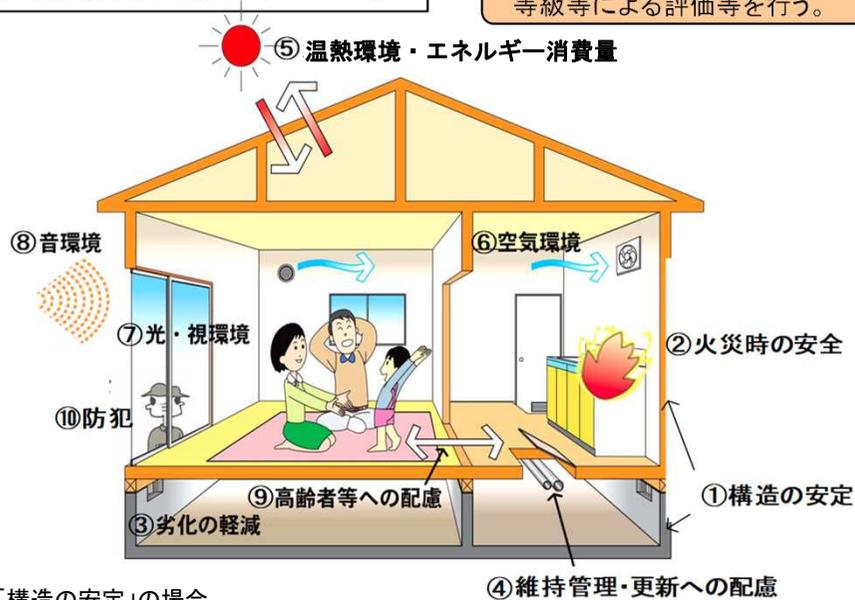 等級等による評価等を行う。
⑤温熱環境・エネルギー消費量
⑧音環境
⑥空気環境
⑦光・視環境
②火災時の安全
⑩防犯
⑨高齢者等への配慮
①構造の安定
③劣化の軽減
④維持管理・更新への配慮
「構造の安定」の場合